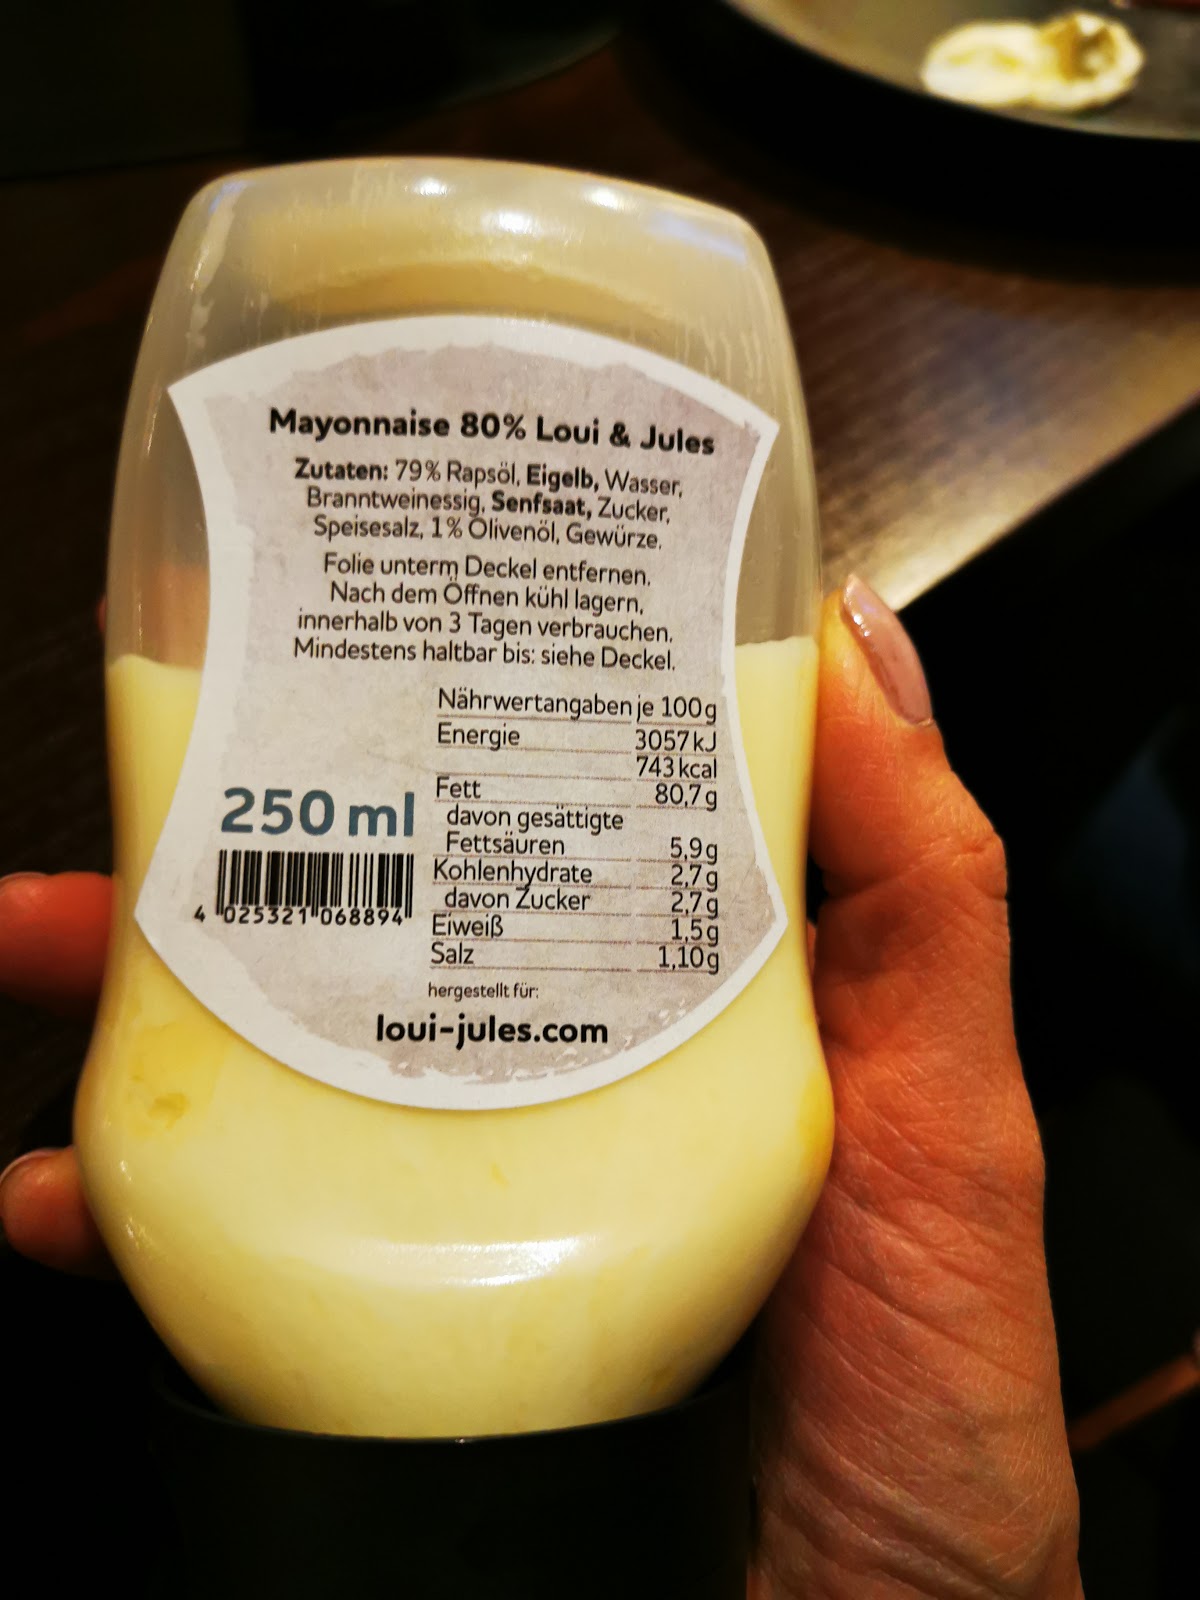 Mayonnaise 80% Loui & Jules
Zutaten: 79% Rapsöl, Eigelb, Wasser,
Branntweinessig, Senfsaat, Zucker,
Speisesalz, 1% Olivenöl, Gewürze.
Folie unterm Deckel entfernen.
Nach dem Öffnen kühl lagern,
innerhalb von 3 Tagen verbrauchen.
Mindestens haltbar bis: siehe Deckel.
Nährwertangaben je 100g
Energie 3057kJ
743kcal
Fett 80,7g
davon gesättigte
Fettsäuren 5,9g
Kohlenhydrate 2,7g
davon Zucker 2,7g
Eiweiß 1,5g
Salz 1,10g
250 ml
4 025321 068894
hergestellt für:
loui-jules.com